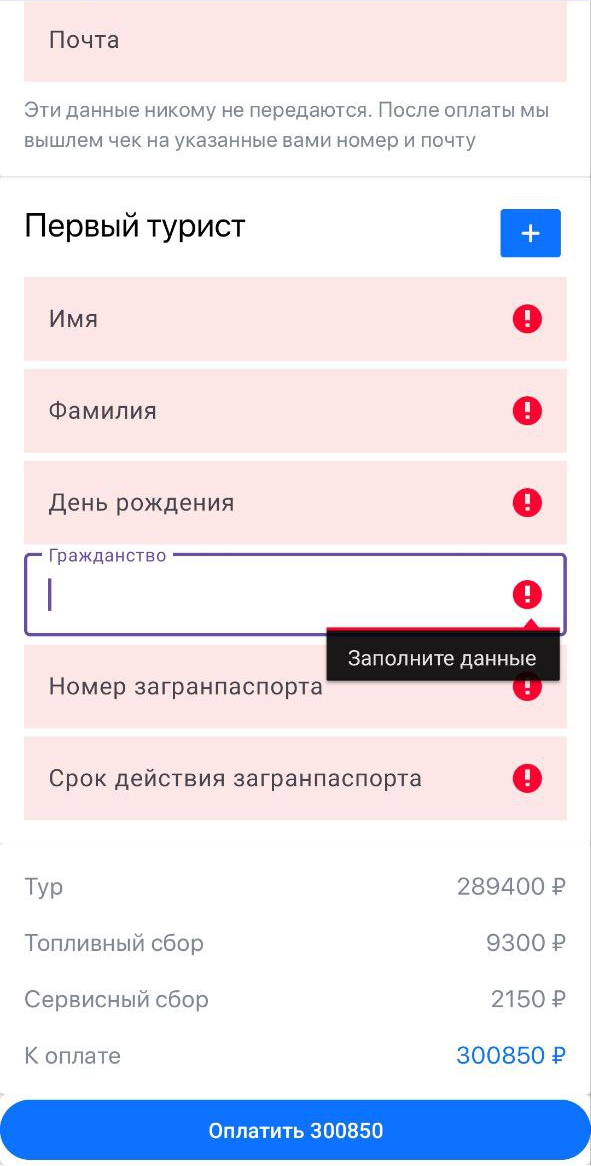 Почта
Эти данные никому не передаются. После оплаты мы
вышлем чек на указанные вами номер и почту
Первый турист
+
Имя
Фамилия
День рождения
Гражданство
Заполните данные
Номер загранпаспорта
Срок действия загранпаспорта
Тур 289400 ₽
Топливный сбор 9300 ₽
Сервисный сбор 2150 ₽
К оплате 300850 ₽
Оплатить 300850